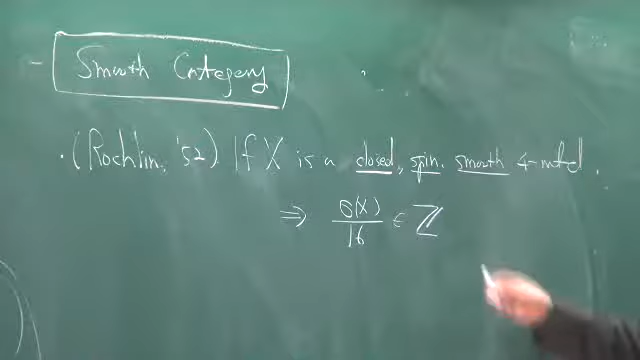 - Smooth Category
· (Rochlin, '52) If X is a closed, spin, smooth 4-mfd.
⇒ σ(X)/16 ∈ ℤ